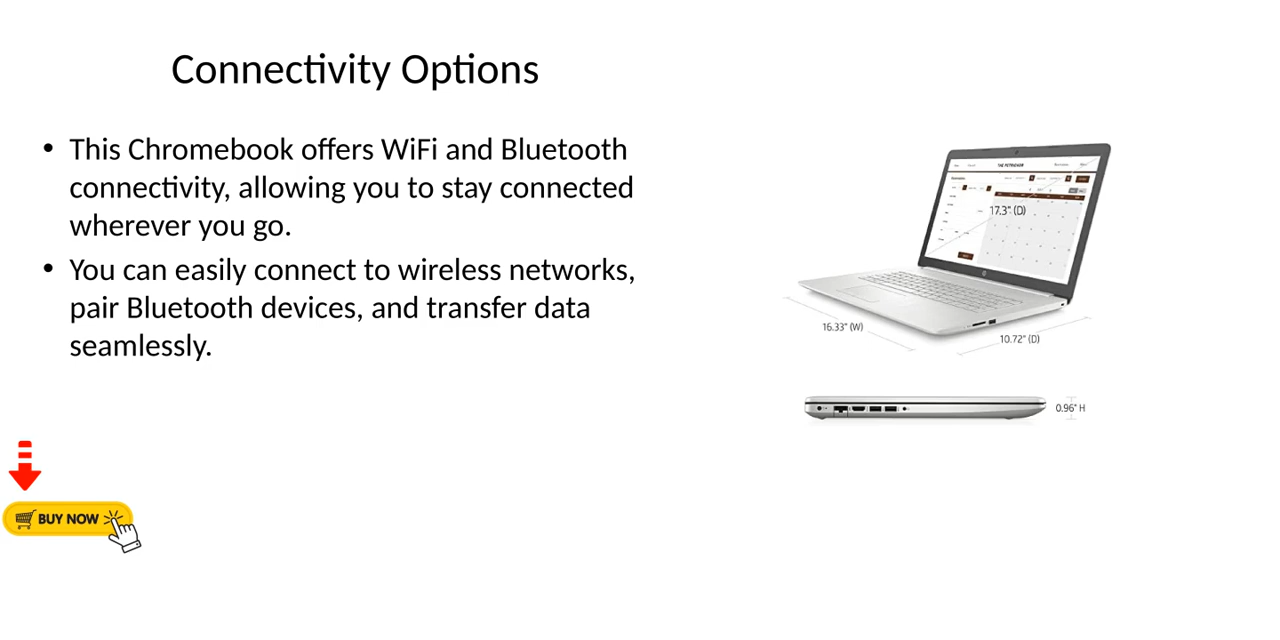 Connectivity Options
• This Chromebook offers WiFi and Bluetooth
connectivity, allowing you to stay connected
wherever you go.
• You can easily connect to wireless networks,
pair Bluetooth devices, and transfer data
seamlessly.
THE PETMAKER
17.3" (D)
16.33" (W)
10.72" (D)
0.96" H
BUY NOW